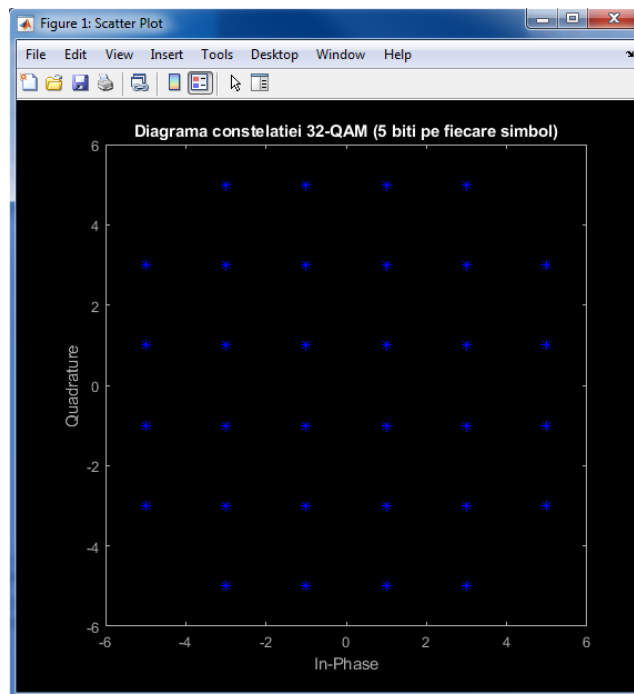 Figure 1: Scatter Plot
File Edit View Insert Tools Desktop Window Help
Diagrama constelatiei 32-QAM (5 biti pe fiecare simbol)
6
4
2
0
-2
-4
-6
Quadrature
-6 -4 -2 0 2 4 6
In-Phase